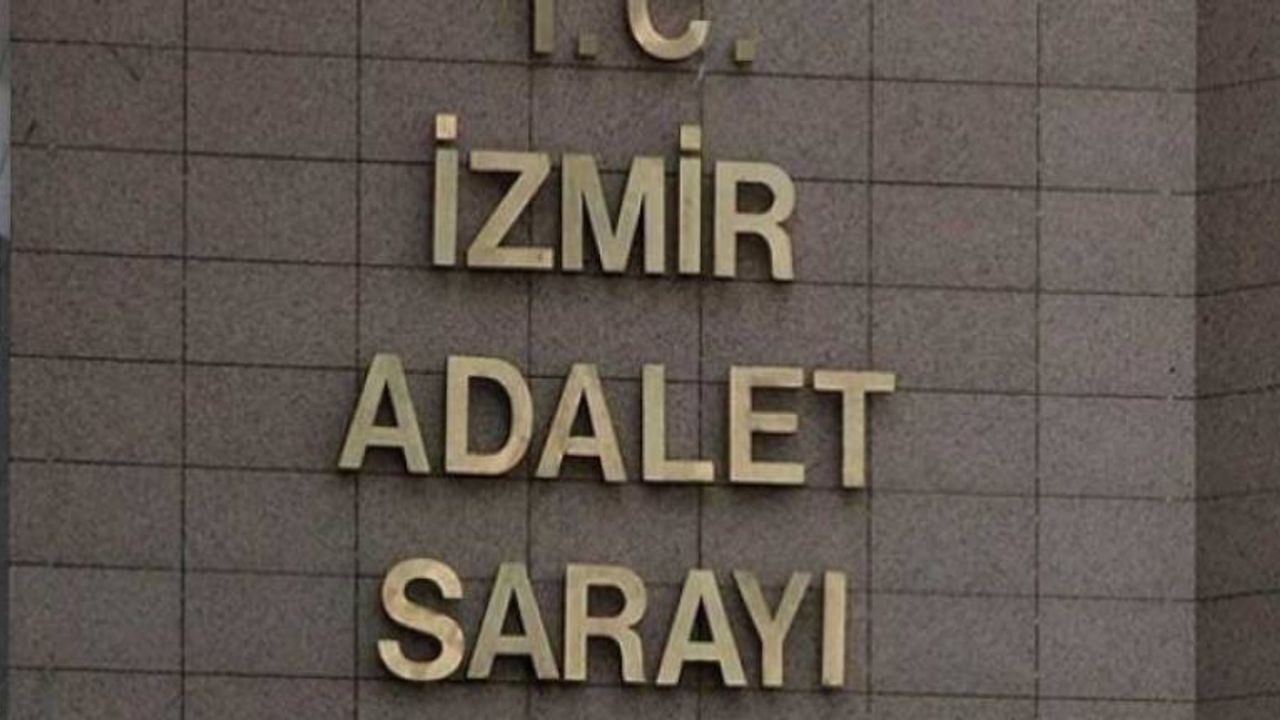 T.C.
İZMİR
ADALET
SARAYI